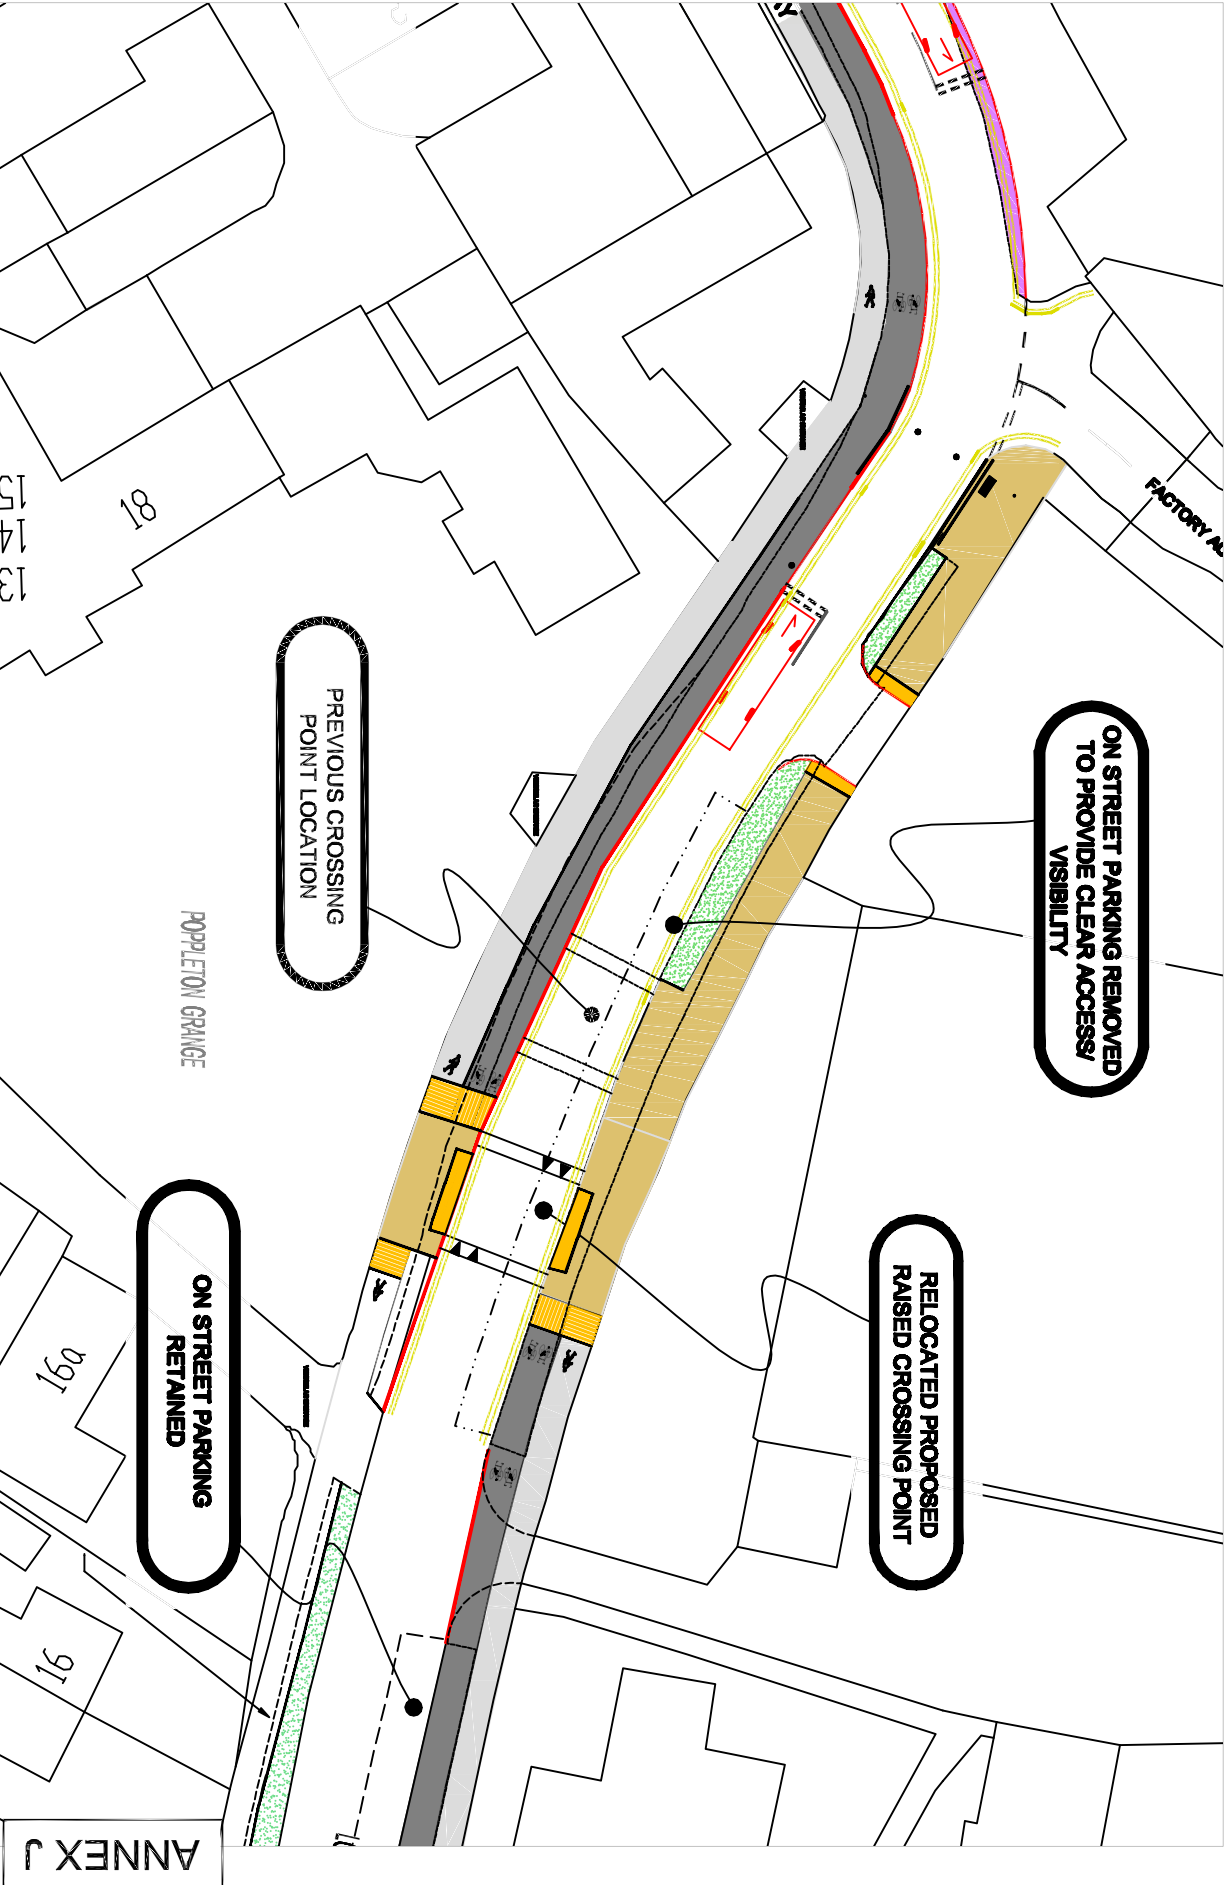 ON STREET PARKING REMOVED
TO PROVIDE CLEAR ACCESS/
VISIBILITY
RELOCATED PROPOSED
RAISED CROSSING POINT
PREVIOUS CROSSING
POINT LOCATION
ON STREET PARKING
RETAINED
POPPLETON GRANGE
FACTORY
18
15
14
13
16a
16
ANNEX J